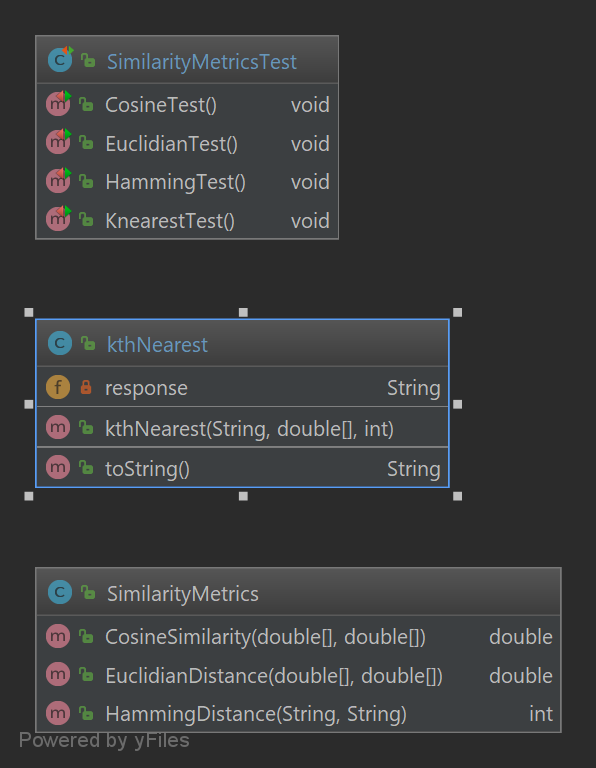 C SimilarityMetricsTest
m CosineTest() void
m EuclidianTest() void
m HammingTest() void
m KnearestTest() void
C kthNearest
f response String
m kthNearest(String, double[], int)
m toString() String
C SimilarityMetrics
m CosineSimilarity(double[], double[]) double
m EuclidianDistance(double[], double[]) double
m HammingDistance(String, String) int
Powered by yFiles